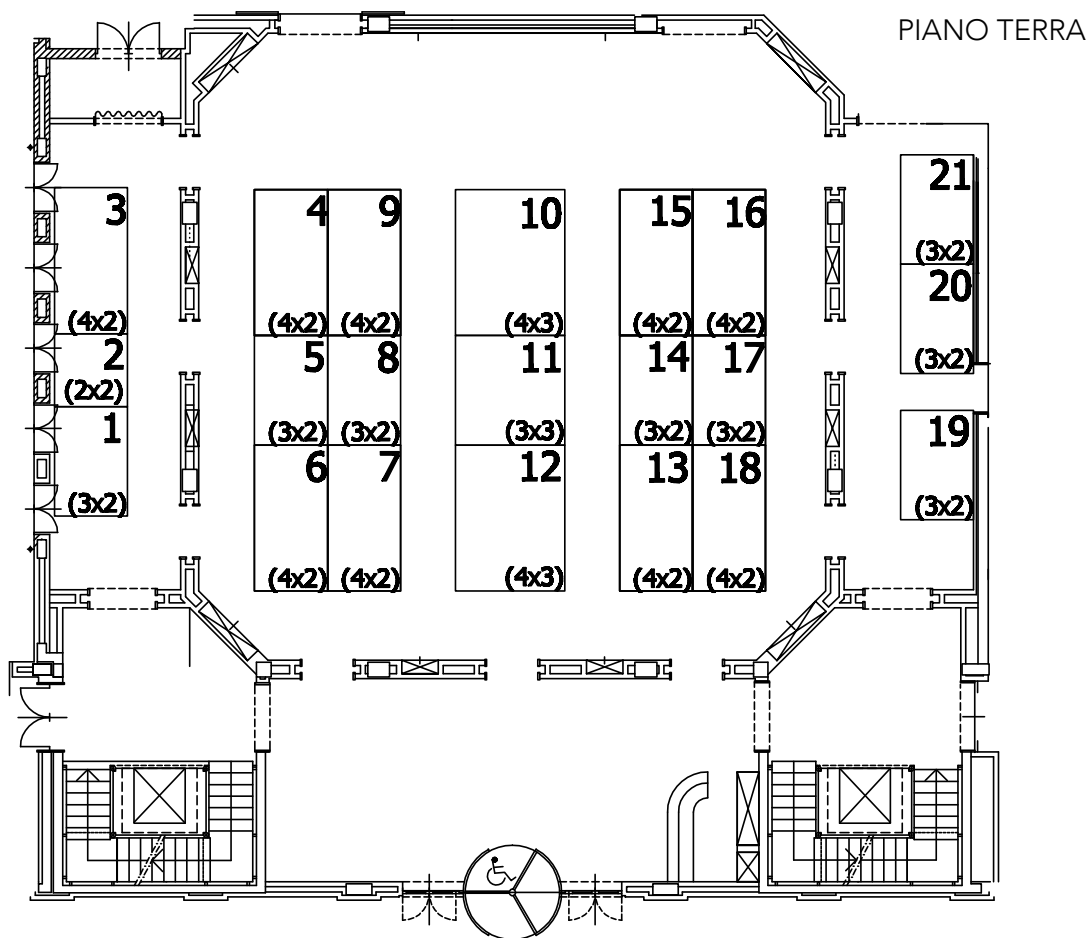 PIANO TERRA
3
(4x2)
2
(2x2)
1
(3x2)
4
(4x2)
5
(3x2)
6
(4x2)
9
(4x2)
8
(3x2)
7
(4x2)
10
(4x3)
11
(3x3)
12
(4x3)
15
(4x2)
14
(3x2)
13
(4x2)
16
(4x2)
17
(3x2)
18
(4x2)
21
(3x2)
20
(3x2)
19
(3x2)